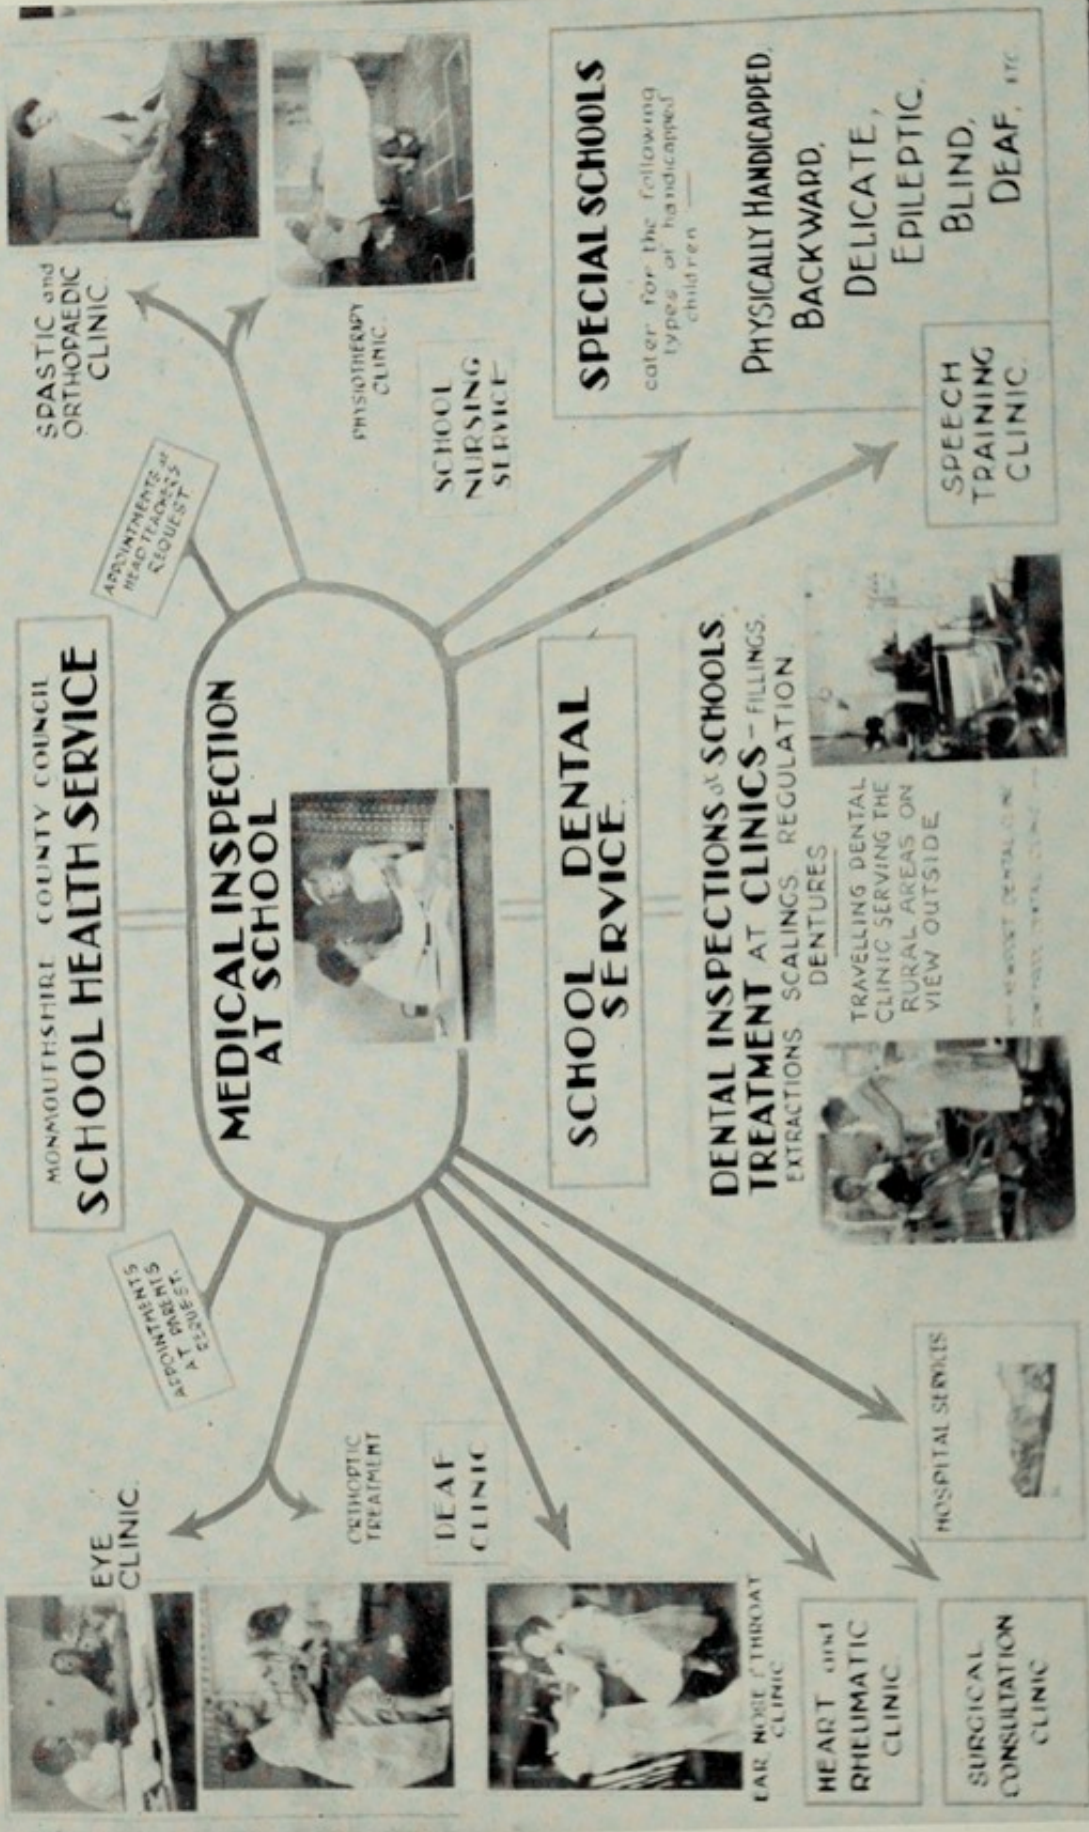 MONMOUTHSHIRE COUNTY COUNCIL
SCHOOL HEALTH SERVICE
APPOINTMENTS
AT PARENTS
REQUEST.
APPOINTMENTS at
HEAD TEACHERS
REQUEST
MEDICAL INSPECTION
AT SCHOOL
EYE
CLINIC.
ORTHOPTIC
TREATMENT
DEAF
CLINIC
EAR NOSE & THROAT
CLINIC
HEART and
RHEUMATIC
CLINIC
SURGICAL
CONSULTATION
CLINIC
HOSPITAL SERVICES
SPASTIC and
ORTHOPAEDIC
CLINIC.
PHYSIOTHERAPY
CLINIC.
SCHOOL
NURSING
SERVICE
SCHOOL DENTAL
SERVICE.
DENTAL INSPECTIONS at SCHOOLS.
TREATMENT AT CLINICS - FILLINGS.
EXTRACTIONS SCALINGS REGULATION
DENTURES
TRAVELLING DENTAL
CLINIC SERVING THE
RURAL AREAS ON
VIEW OUTSIDE
SPECIAL SCHOOLS
cater for the following
types of handicapped
children —
PHYSICALLY HANDICAPPED,
BACKWARD,
DELICATE,
EPILEPTIC,
BLIND,
DEAF, ETC
SPEECH
TRAINING
CLINIC.